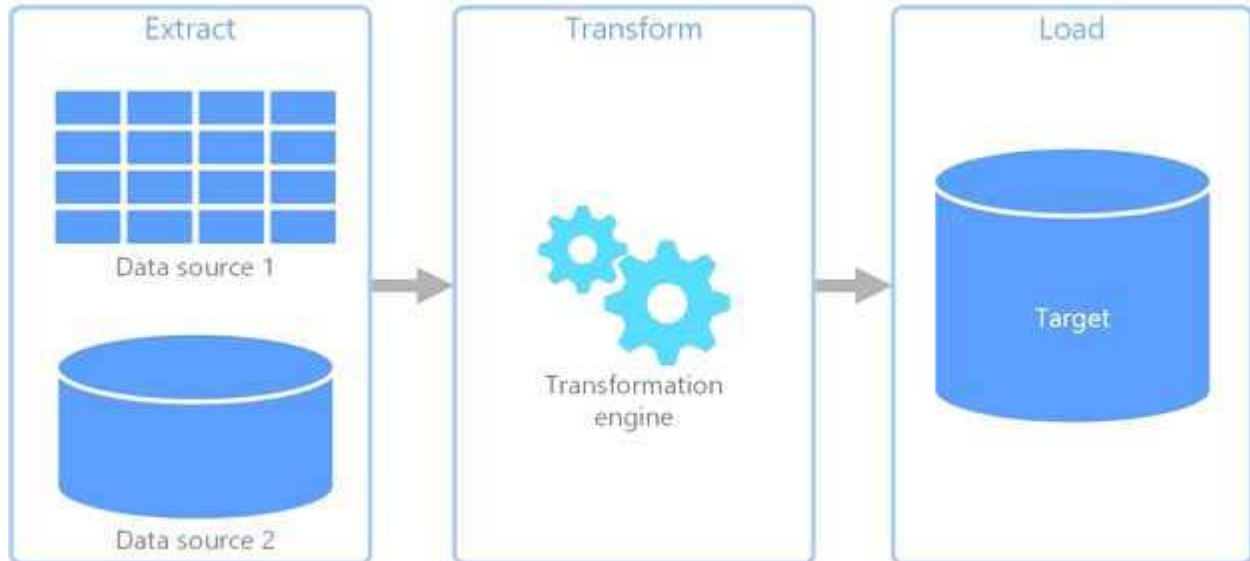 Extract
Data source 1
Data source 2
Transform
Transformation
engine
Load
Target